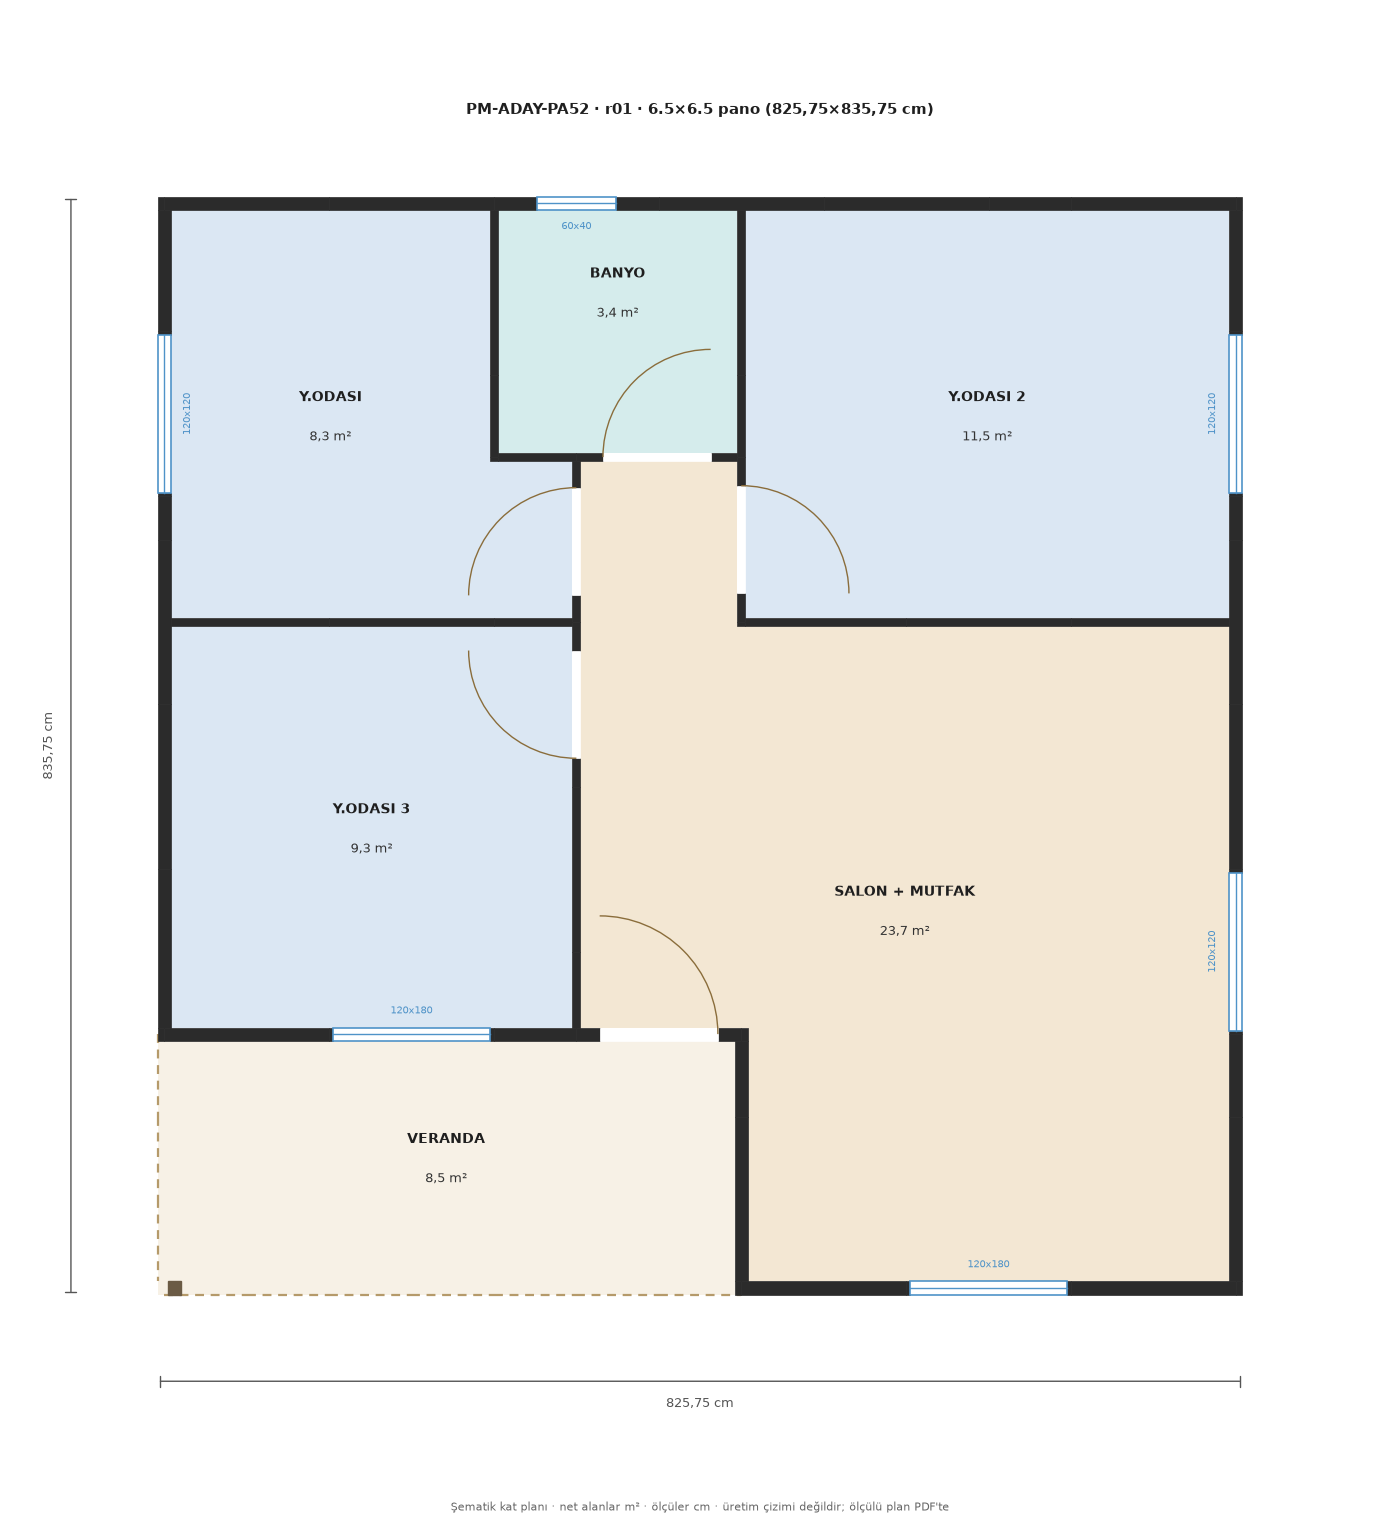 PM-ADAY-PA52 · r01 · 6.5×6.5 pano (825,75×835,75 cm)
60x40
BANYO
3,4 m²
Y.ODASI
8,3 m²
120x120
Y.ODASI 2
11,5 m²
120x120
835,75 cm
Y.ODASI 3
9,3 m²
SALON + MUTFAK
23,7 m²
120x120
120x180
VERANDA
8,5 m²
120x180
825,75 cm
Şematik kat planı · net alanlar m² · ölçüler cm · üretim çizimi değildir; ölçülü plan PDF'te